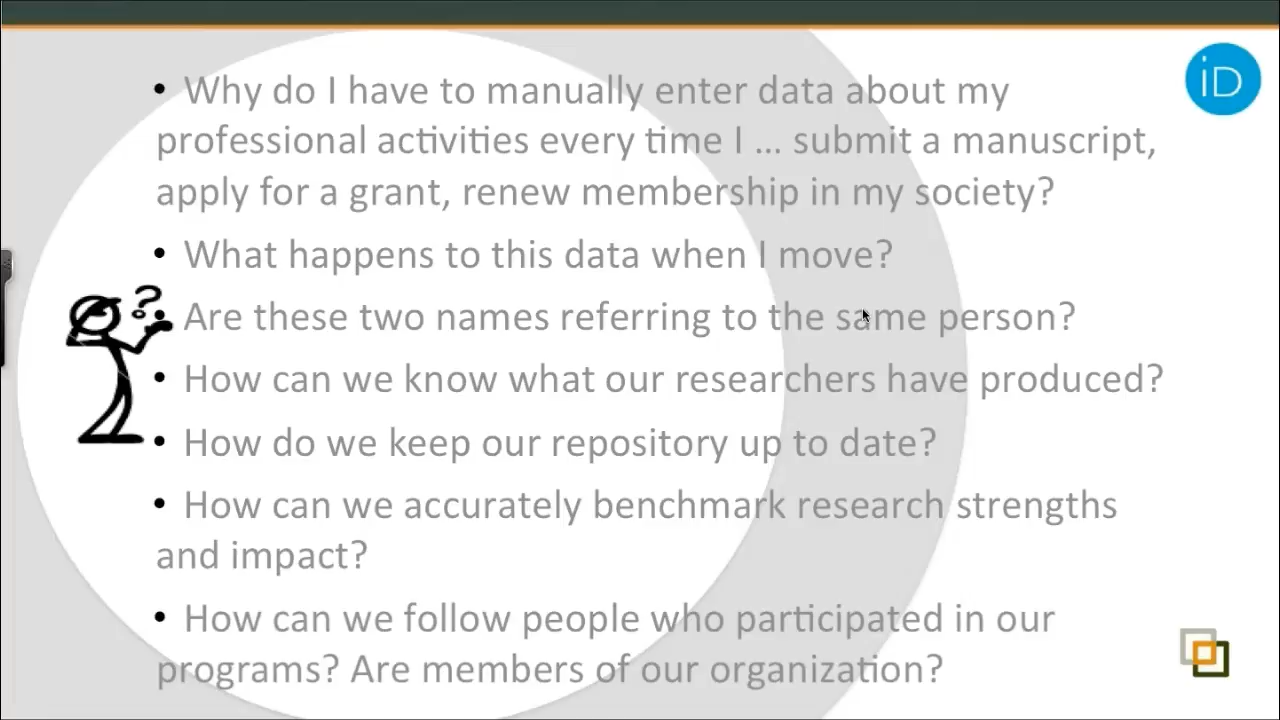 iD
• Why do I have to manually enter data about my
professional activities every time I ... submit a manuscript,
apply for a grant, renew membership in my society?
• What happens to this data when I move?
?
• Are these two names referring to the same person?
• How can we know what our researchers have produced?
• How do we keep our repository up to date?
• How can we accurately benchmark research strengths
and impact?
• How can we follow people who participated in our
programs? Are members of our organization?